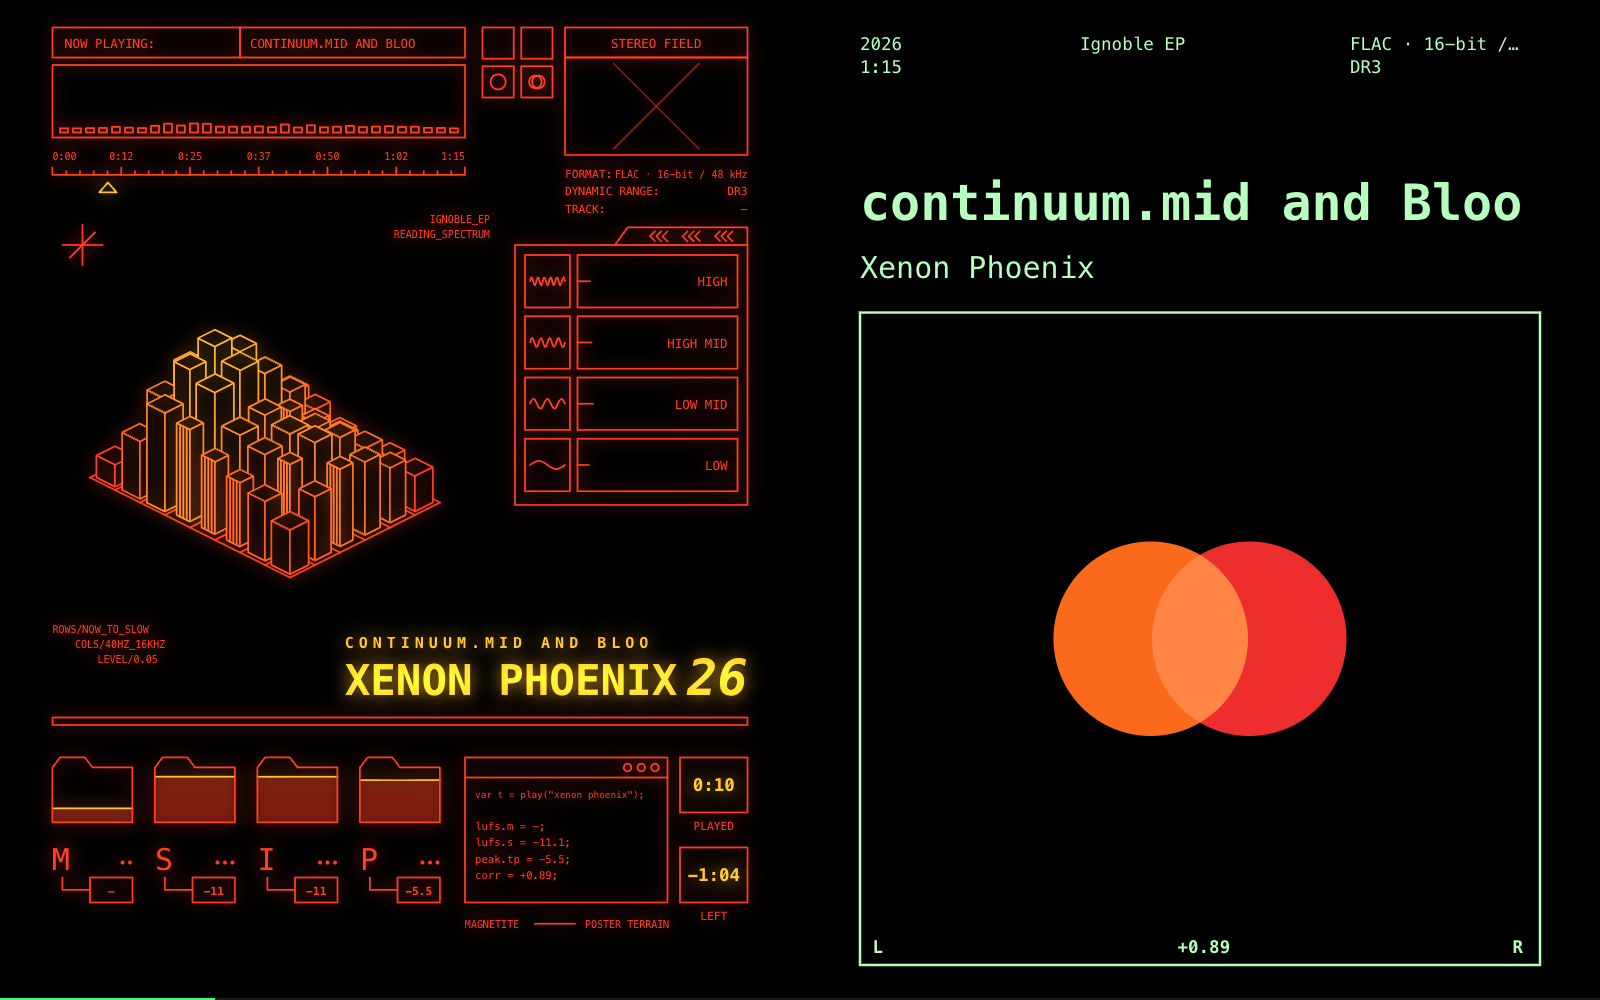 NOW PLAYING:
CONTINUUM.MID AND BLOO
STEREO FIELD
0:00 0:12 0:25 0:37 0:50 1:02 1:15
FORMAT: FLAC · 16-bit / 48 kHz
DYNAMIC RANGE: DR3
TRACK: —
IGNOBLE_EP
READING_SPECTRUM
HIGH
HIGH MID
LOW MID
LOW
ROWS/NOW_TO_SLOW
COLS/40HZ_16KHZ
LEVEL/0.05
CONTINUUM.MID AND BLOO
XENON PHOENIX 26
var t = play("xenon phoenix");
lufs.m = —;
lufs.s = −11.1;
peak.tp = −5.5;
corr = +0.89;
0:10
PLAYED
−1:04
LEFT
M S I P
— −11 −11 −5.5
MAGNETITE POSTER TERRAIN
2026 Ignoble EP FLAC · 16-bit /…
1:15 DR3
continuum.mid and Bloo
Xenon Phoenix
L +0.89 R